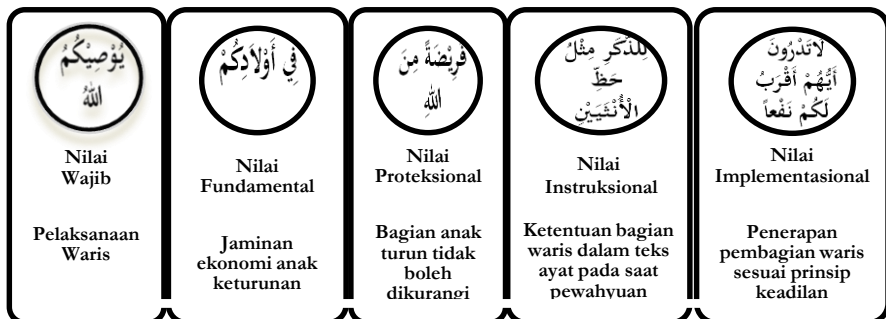 يُوْصِيْكُمُ
اللهُ
Nilai
Wajib
Pelaksanaan
Waris
فِي أَوْلَادِكُمْ
Nilai
Fundamental
Jaminan
ekonomi anak
keturunan
فَرِيْضَةً مِنَ
اللهِ
Nilai
Proteksional
Bagian anak
turun tidak
boleh
dikurangi
لِلذَّكَرِ مِثْلُ
حَظِّ
الْأُنْثَيَيْنِ
Nilai
Instruksional
Ketentuan bagian
waris dalam teks
ayat pada saat
pewahyuan
لَاتَدْرُونَ
أَيُّهُمْ أَقْرَبُ
لَكُمْ نَفْعاً
Nilai
Implementasional
Penerapan
pembagian waris
sesuai prinsip
keadilan